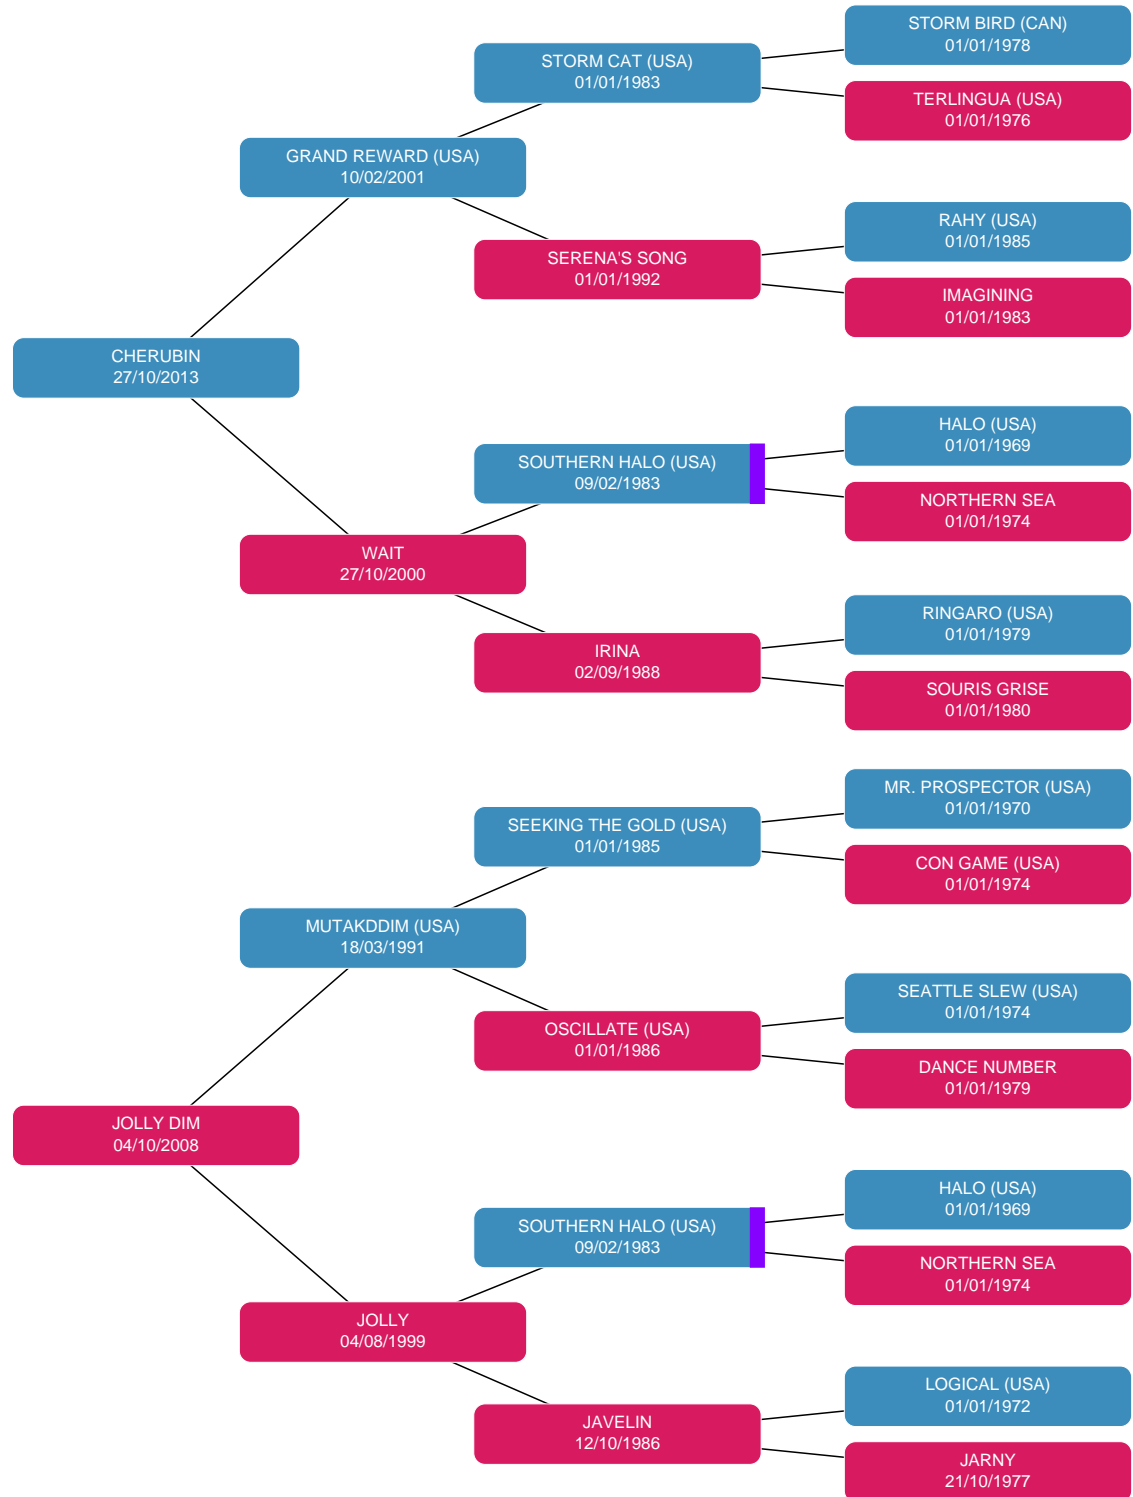 STORM BIRD (CAN)
01/01/1978
STORM CAT (USA)
01/01/1983
TERLINGUA (USA)
01/01/1976
GRAND REWARD (USA)
10/02/2001
RAHY (USA)
01/01/1985
SERENA'S SONG
01/01/1992
IMAGINING
01/01/1983
CHERUBIN
27/10/2013
HALO (USA)
01/01/1969
SOUTHERN HALO (USA)
09/02/1983
NORTHERN SEA
01/01/1974
WAIT
27/10/2000
RINGARO (USA)
01/01/1979
IRINA
02/09/1988
SOURIS GRISE
01/01/1980
MR. PROSPECTOR (USA)
01/01/1970
SEEKING THE GOLD (USA)
01/01/1985
CON GAME (USA)
01/01/1974
MUTAKDDIM (USA)
18/03/1991
SEATTLE SLEW (USA)
01/01/1974
OSCILLATE (USA)
01/01/1986
DANCE NUMBER
01/01/1979
JOLLY DIM
04/10/2008
HALO (USA)
01/01/1969
SOUTHERN HALO (USA)
09/02/1983
NORTHERN SEA
01/01/1974
JOLLY
04/08/1999
LOGICAL (USA)
01/01/1972
JAVELIN
12/10/1986
JARNY
21/10/1977